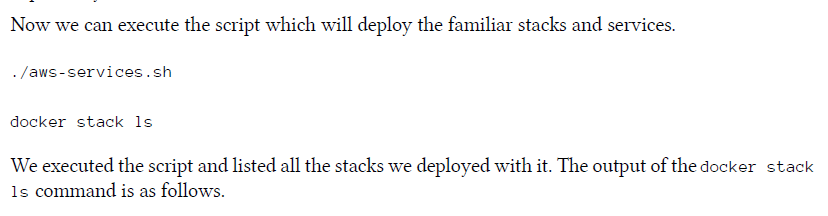 Now we can execute the script which will deploy the familiar stacks and services.
./aws-services.sh
docker stack ls
We executed the script and listed all the stacks we deployed with it. The output of the docker stack
ls command is as follows.